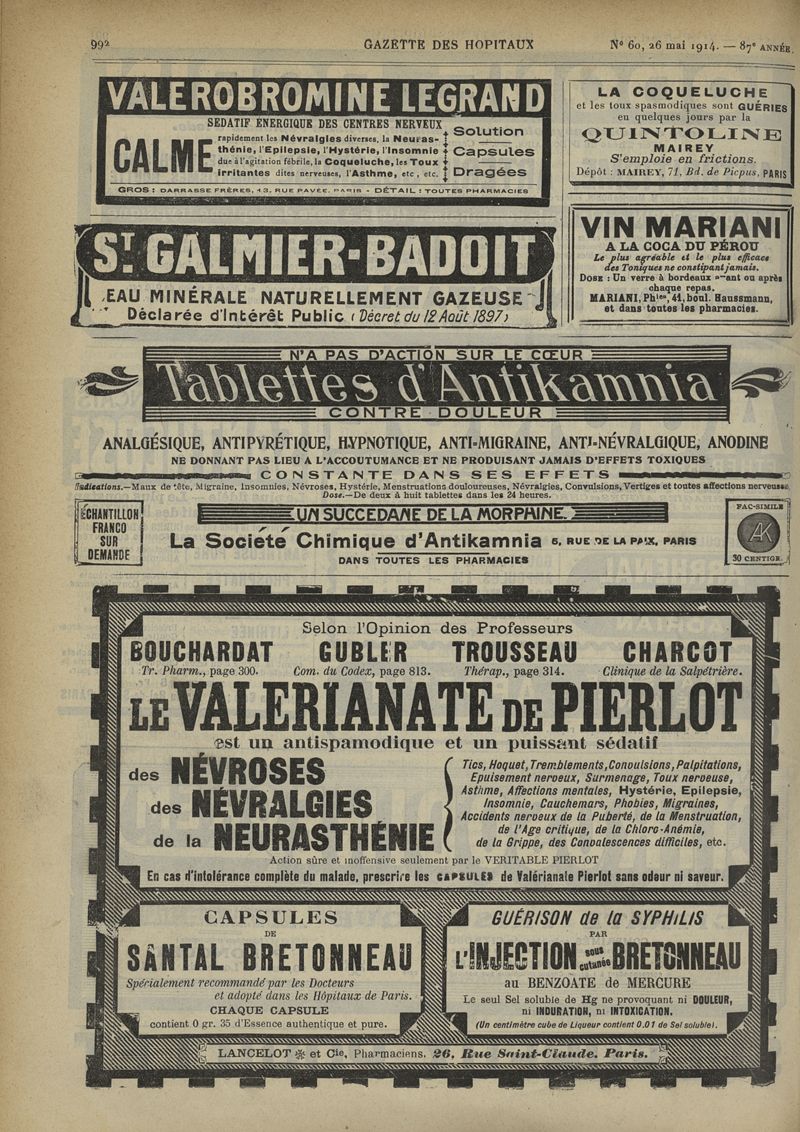 992
GAZETTE DES HOPITAUX
Nº 60, 26 mai 1914. — 87e ANNÉE.
VALEROBROMINE LEGRAND
SEDATIF ENERGIQUE DES CENTRES NERVEUX
CALME
rapidement les Névralgies diverses, la Neuras-
thénie, l'Epilepsie, l'Hystérie, l'Insomnie
due à l'agitation fébrile, la Coqueluche, les Toux
irritantes dites nerveuses, l'Asthme, etc., etc.
Solution
Capsules
Dragées
GROS : DARRASSE FRÈRES, 13, RUE PAVÉE, PARIS - DÉTAIL : TOUTES PHARMACIES
LA COQUELUCHE
et les toux spasmodiques sont GUÉRIES
en quelques jours par la
QUINTOLINE
MAIREY
S'emploie en frictions.
Dépôt : MAIREY, 71, Bd. de Picpus, PARIS
ST GALMIER-BADOIT
EAU MINÉRALE NATURELLEMENT GAZEUSE
Déclarée d'Intérêt Public (Décret du 12 Août 1897)
VIN MARIANI
A LA COCA DU PÉROU
Le plus agréable et le plus efficace
des Toniques ne constipant jamais.
DOSE : Un verre à bordeaux avant ou après
chaque repas.
MARIANI, Phien, 41, boul. Haussmann,
et dans toutes les pharmacies.
N'A PAS D'ACTION SUR LE CŒUR
Tablettes d'Antikamnia
CONTRE DOULEUR
ANALGÉSIQUE, ANTIPYRÉTIQUE, HYPNOTIQUE, ANTI-MIGRAINE, ANTI-NÉVRALGIQUE, ANODINE
NE DONNANT PAS LIEU A L'ACCOUTUMANCE ET NE PRODUISANT JAMAIS D'EFFETS TOXIQUES
CONSTANTE DANS SES EFFETS
Indications.—Maux de tête, Migraine, Insomnies, Névroses, Hystérie, Menstruations douloureuses, Névralgies, Convulsions, Vertiges et toutes affections nerveuses
Dose.—De deux à huit tablettes dans les 24 heures.
ÉCHANTILLON
FRANCO
SUR
DEMANDE
UN SUCCEDANE DE LA MORPHINE.
La Société Chimique d'Antikamnia 5, RUE DE LA PAIX, PARIS
DANS TOUTES LES PHARMACIES
FAC-SIMILE
AK
30 CENTIGR.
Selon l'Opinion des Professeurs
BOUCHARDAT GUBLER TROUSSEAU CHARCOT
Tr. Pharm., page 300. Com. du Codex, page 813. Thérap., page 314. Clinique de la Salpétrière.
LE VALERIANATE DE PIERLOT
est un antispamodique et un puissant sédatif
des NÉVROSES
des NÉVRALGIES
de la NEURASTHÉNIE
Tics, Hoquet, Tremblements, Convulsions, Palpitations,
Epuisement nerveux, Surmenage, Toux nerveuse,
Asthme, Affections mentales, Hystérie, Epilepsie,
Insomnie, Cauchemars, Phobies, Migraines,
Accidents nerveux de la Puberté, de la Menstruation,
de l'Age critique, de la Chloro-Anémie,
de la Grippe, des Convalescences difficiles, etc.
Action sûre et inoffensive seulement par le VERITABLE PIERLOT
En cas d'intolérance complète du malade, prescrire les CAPSULES de Valérianate Pierlot sans odeur ni saveur.
CAPSULES
DE
SANTAL BRETONNEAU
Spécialement recommandé par les Docteurs
et adopté dans les Hôpitaux de Paris.
CHAQUE CAPSULE
contient 0 gr. 35 d'Essence authentique et pure.
GUÉRISON de la SYPHILIS
PAR
L'INJECTION sous cutanée BRETONNEAU
au BENZOATE de MERCURE
Le seul Sel soluble de Hg ne provoquant ni DOULEUR,
ni INDURATION, ni INTOXICATION.
(Un centimètre cube de Liqueur contient 0.01 de Sel soluble).
LANCELOT et Cie, Pharmaciens, 26, Rue Saint-Claude, Paris.